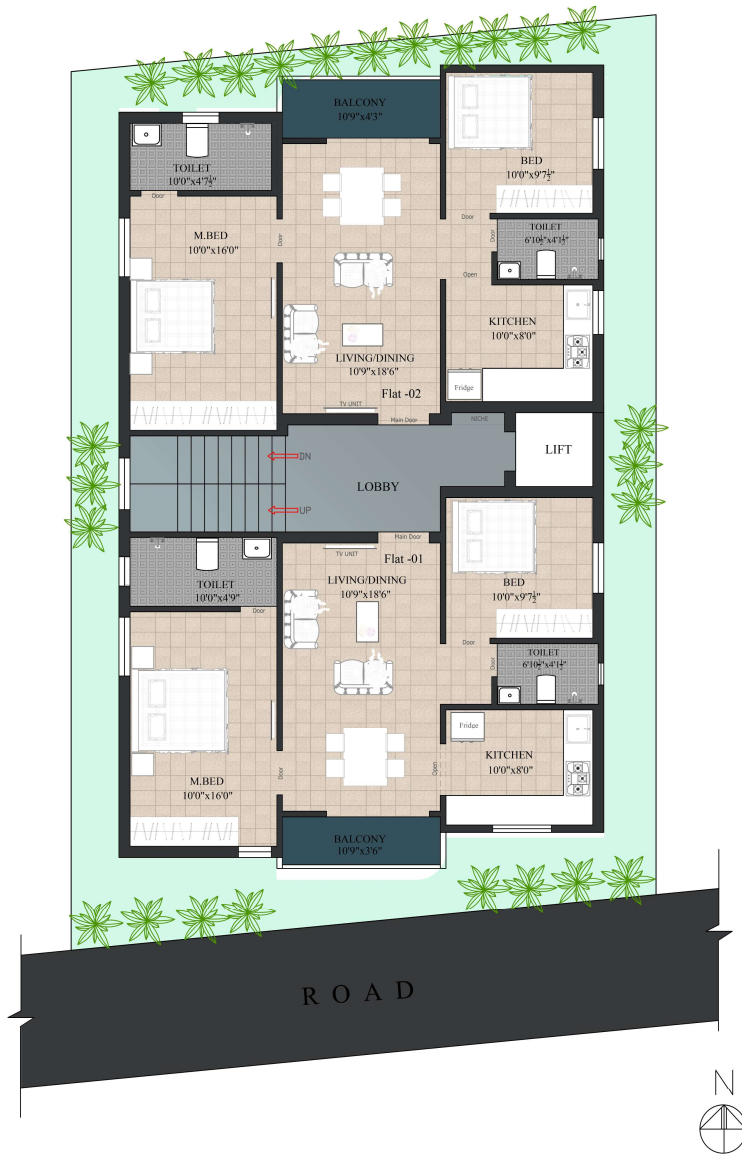 BALCONY
10'9"x4'3"
BED
10'0"x9'7½"
TOILET
10'0"x4'7½"
Door
M.BED
10'0"x16'0"
Door
Door
Door
TOILET
6'10½"x4'1½"
Open
KITCHEN
10'0"x8'0"
LIVING/DINING
10'9"x18'6"
Flat -02
Fridge
TV UNIT
Main Door
NICHE
LIFT
DN
LOBBY
UP
Main Door
TV UNIT
Flat -01
LIVING/DINING
10'9"x18'6"
TOILET
10'0"x4'9"
Door
BED
10'0"x9'7½"
Door
Door
TOILET
6'10½"x4'1½"
Fridge
KITCHEN
10'0"x8'0"
Open
Door
M.BED
10'0"x16'0"
BALCONY
10'9"x3'6"
ROAD
N